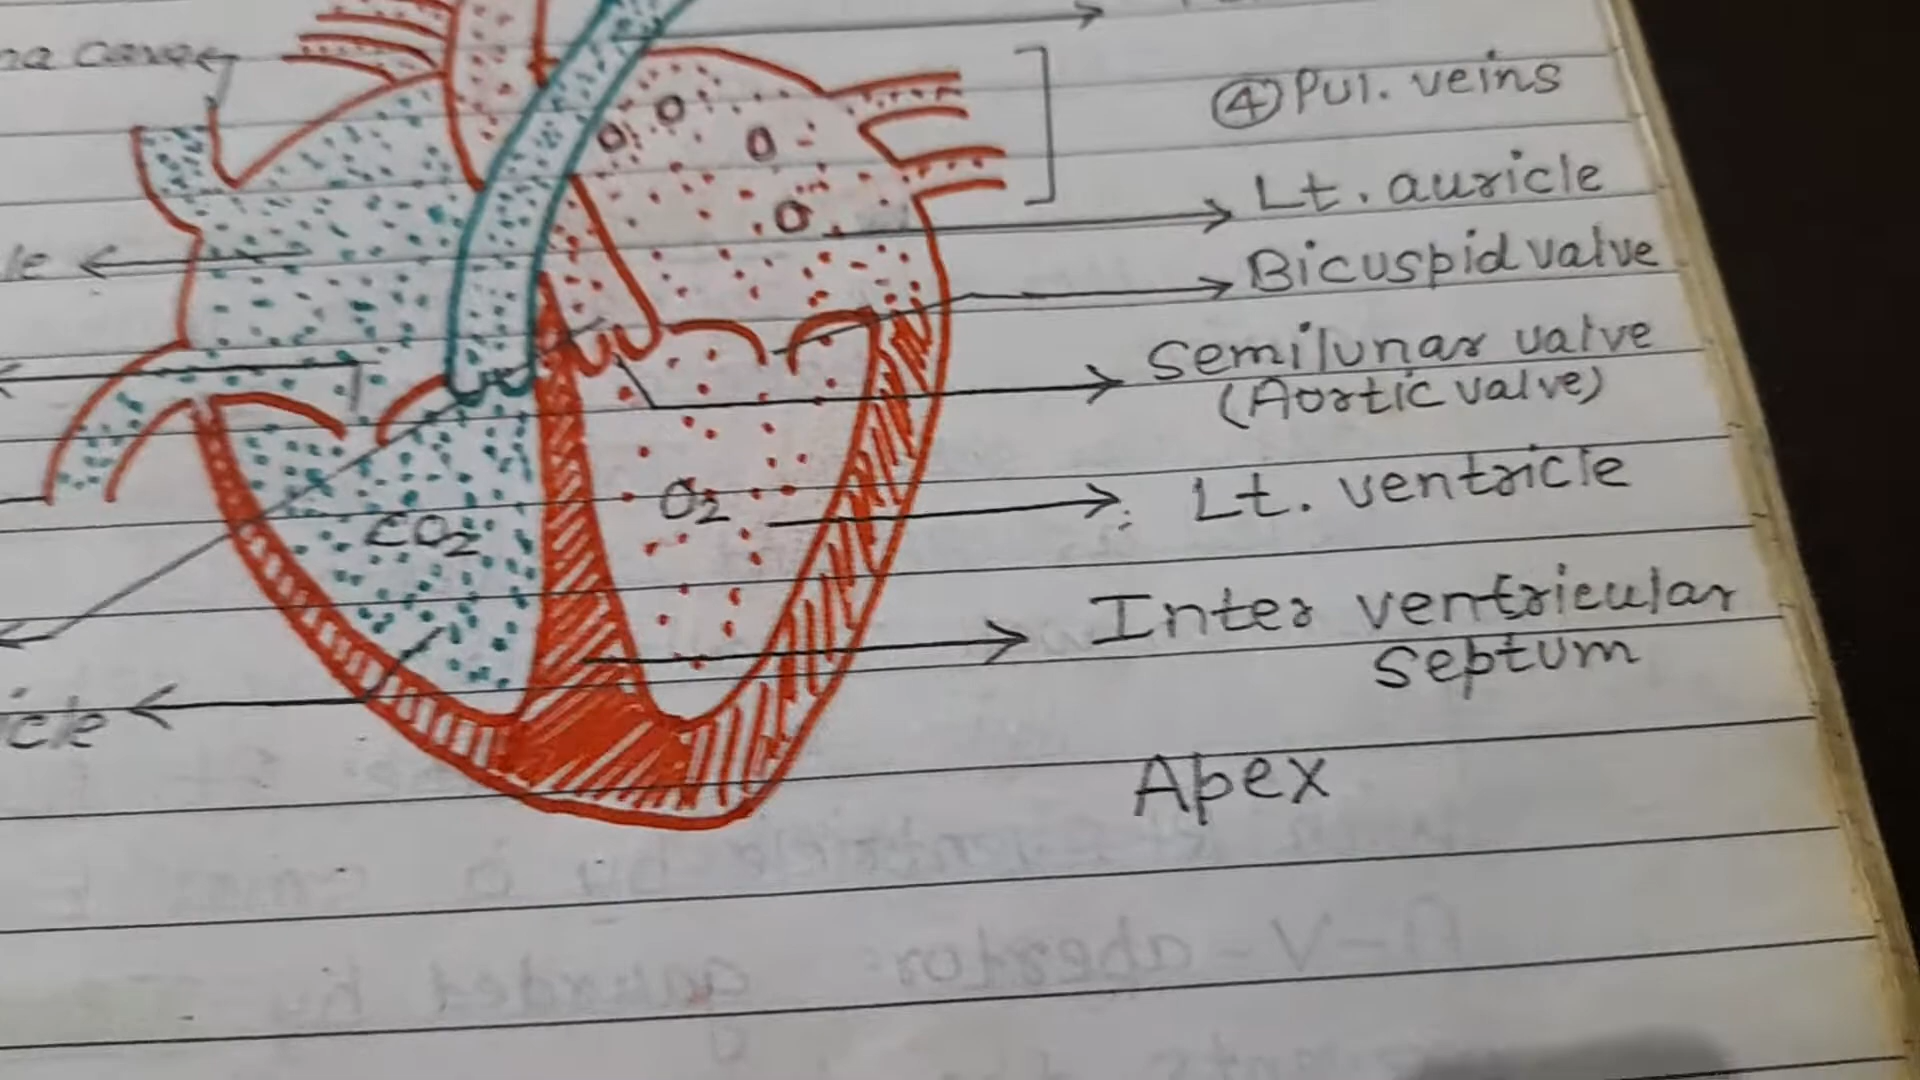 ④ Pul. veins
Lt. auricle
Bicuspid valve
Semilunar valve
(Aortic valve)
Lt. ventricle
Inter ventricular
septum
Apex
CO₂
O₂